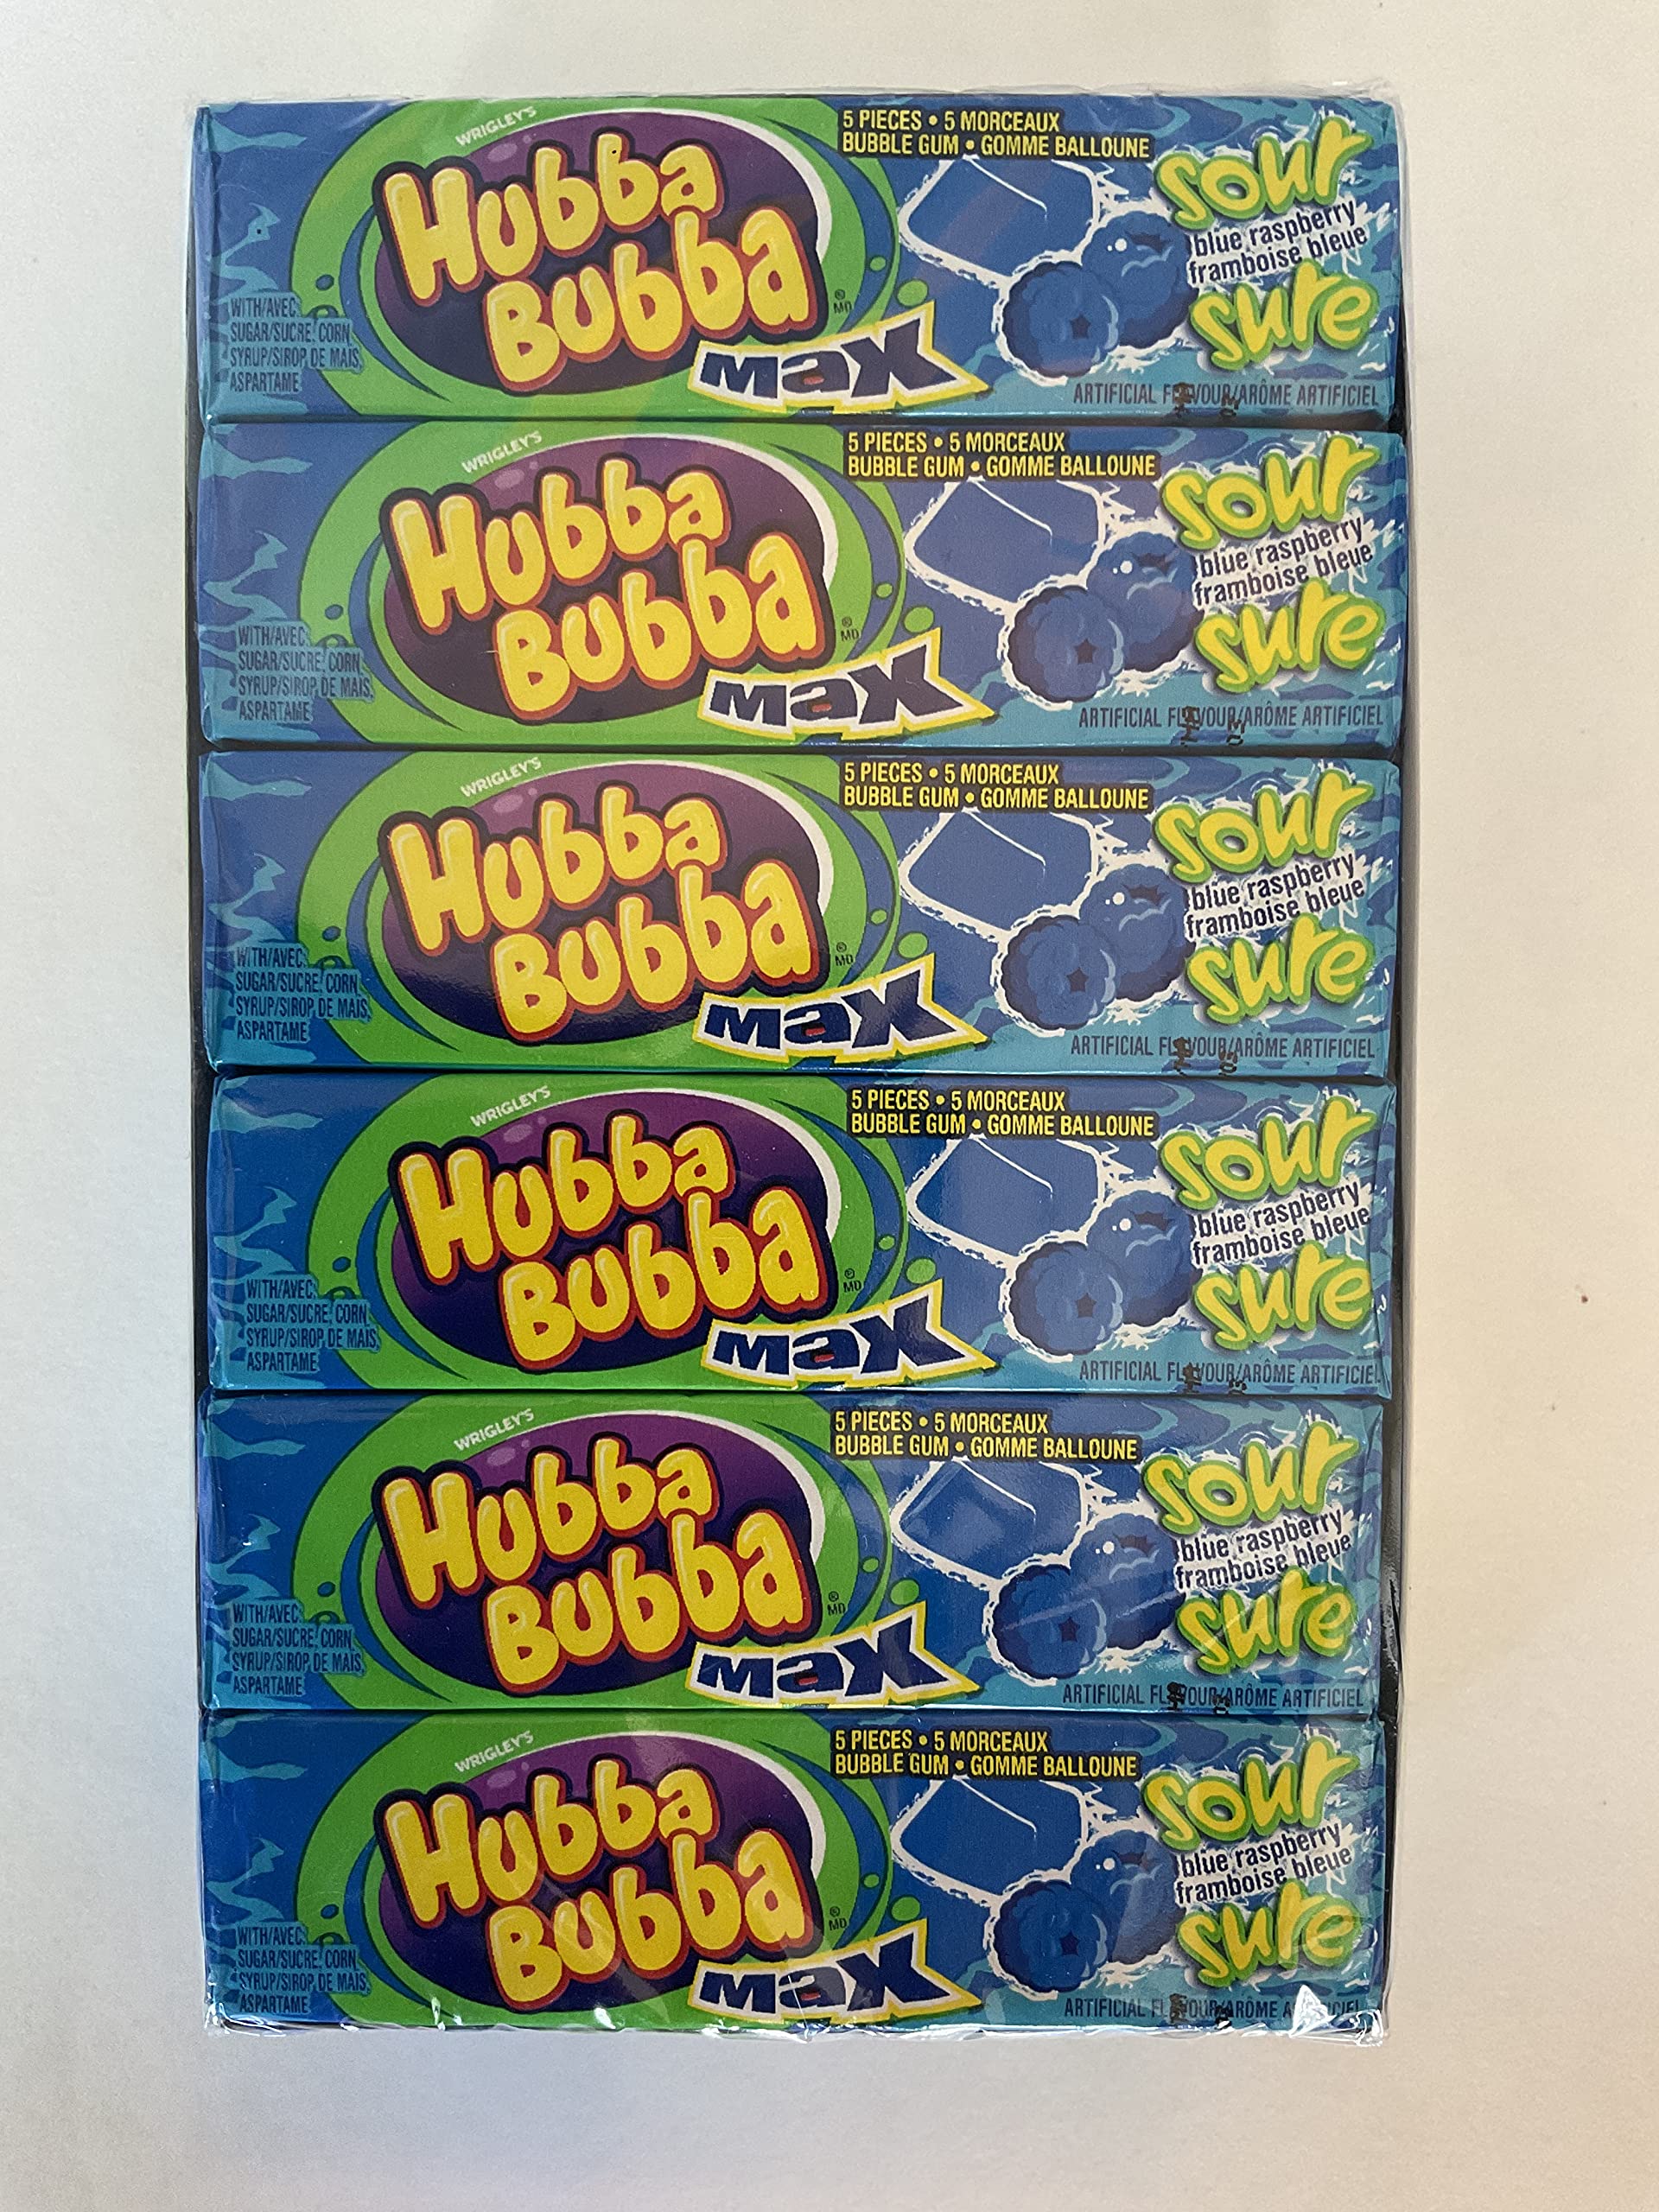 WRIGLEY'S
Hubba
Bubba
® MD
max
5 PIECES • 5 MORCEAUX
BUBBLE GUM • GOMME BALLOUNE
sour
blue raspberry
framboise bleue
sure
WITH/AVEC:
SUGAR/SUCRE, CORN
SYRUP/SIROP DE MAIS,
ASPARTAME
ARTIFICIAL FLAVOUR/ARÔME ARTIFICIEL
WRIGLEY'S
Hubba
Bubba
® MD
max
5 PIECES • 5 MORCEAUX
BUBBLE GUM • GOMME BALLOUNE
sour
blue raspberry
framboise bleue
sure
WITH/AVEC:
SUGAR/SUCRE, CORN
SYRUP/SIROP DE MAIS,
ASPARTAME
ARTIFICIAL FLAVOUR/ARÔME ARTIFICIEL
WRIGLEY'S
Hubba
Bubba
® MD
max
5 PIECES • 5 MORCEAUX
BUBBLE GUM • GOMME BALLOUNE
sour
blue raspberry
framboise bleue
sure
WITH/AVEC:
SUGAR/SUCRE, CORN
SYRUP/SIROP DE MAIS,
ASPARTAME
ARTIFICIAL FLAVOUR/ARÔME ARTIFICIEL
WRIGLEY'S
Hubba
Bubba
® MD
max
5 PIECES • 5 MORCEAUX
BUBBLE GUM • GOMME BALLOUNE
sour
blue raspberry
framboise bleue
sure
WITH/AVEC:
SUGAR/SUCRE, CORN
SYRUP/SIROP DE MAIS,
ASPARTAME
ARTIFICIAL FLAVOUR/ARÔME ARTIFICIEL
WRIGLEY'S
Hubba
Bubba
® MD
max
5 PIECES • 5 MORCEAUX
BUBBLE GUM • GOMME BALLOUNE
sour
blue raspberry
framboise bleue
sure
WITH/AVEC:
SUGAR/SUCRE, CORN
SYRUP/SIROP DE MAIS,
ASPARTAME
ARTIFICIAL FLAVOUR/ARÔME ARTIFICIEL
WRIGLEY'S
Hubba
Bubba
® MD
max
5 PIECES • 5 MORCEAUX
BUBBLE GUM • GOMME BALLOUNE
sour
blue raspberry
framboise bleue
sure
WITH/AVEC:
SUGAR/SUCRE, CORN
SYRUP/SIROP DE MAIS,
ASPARTAME
ARTIFICIAL FLAVOUR/ARÔME ARTIFICIEL